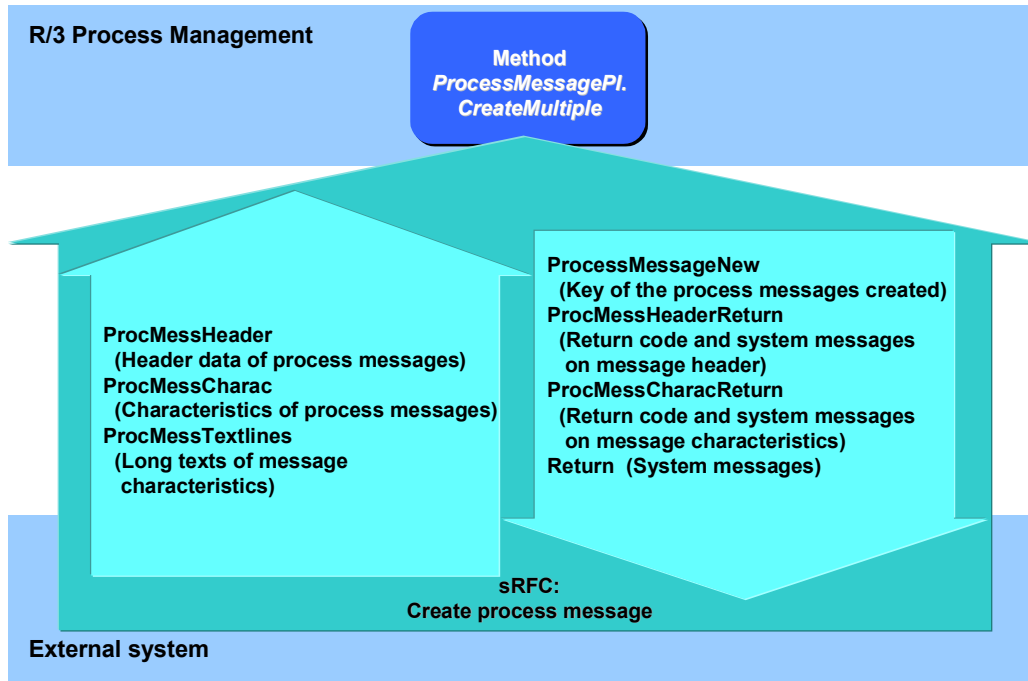 R/3 Process Management
Method
ProcessMessagePI.
CreateMultiple
ProcMessHeader
(Header data of process messages)
ProcMessCharac
(Characteristics of process messages)
ProcMessTextlines
(Long texts of message
characteristics)
ProcessMessageNew
(Key of the process messages created)
ProcMessHeaderReturn
(Return code and system messages
on message header)
ProcMessCharacReturn
(Return code and system messages
on message characteristics)
Return (System messages)
sRFC:
Create process message
External system